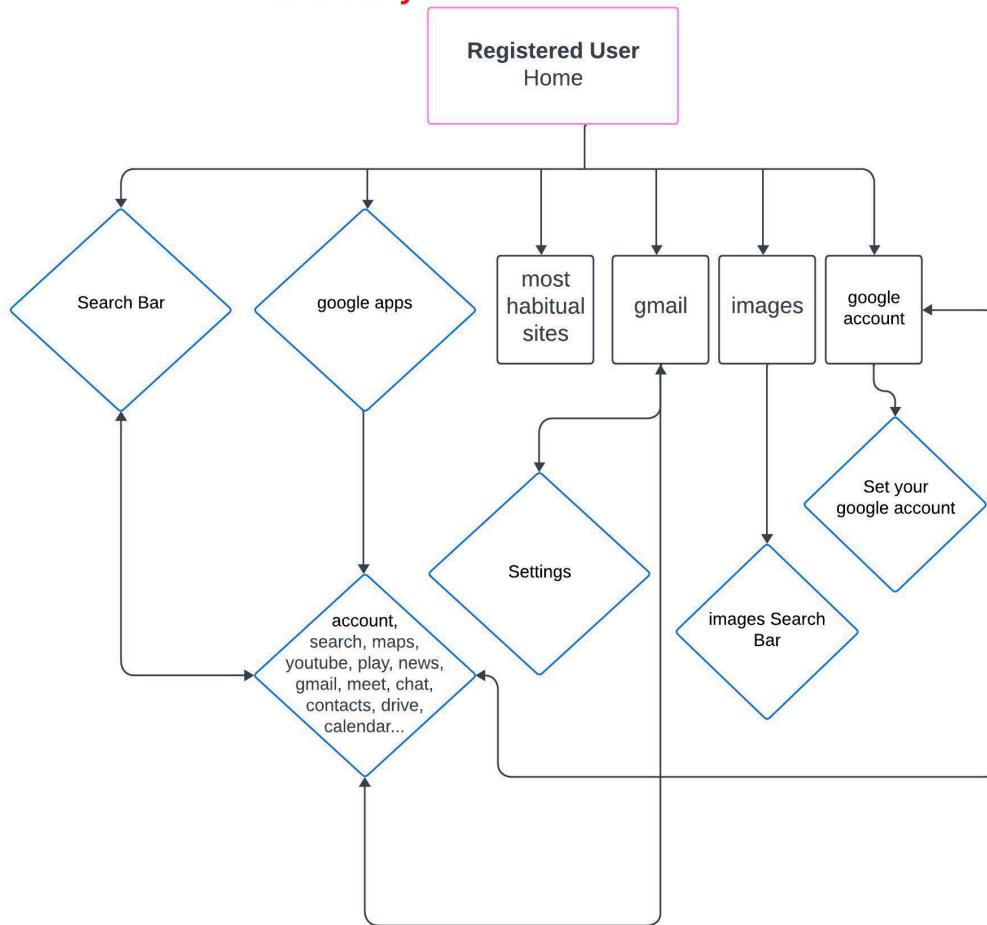 Registered User
Home
Search Bar
google apps
most
habitual
sites
gmail
images
google
account
Set your
google account
Settings
images Search
Bar
account,
search, maps,
youtube, play, news,
gmail, meet, chat,
contacts, drive,
calendar...